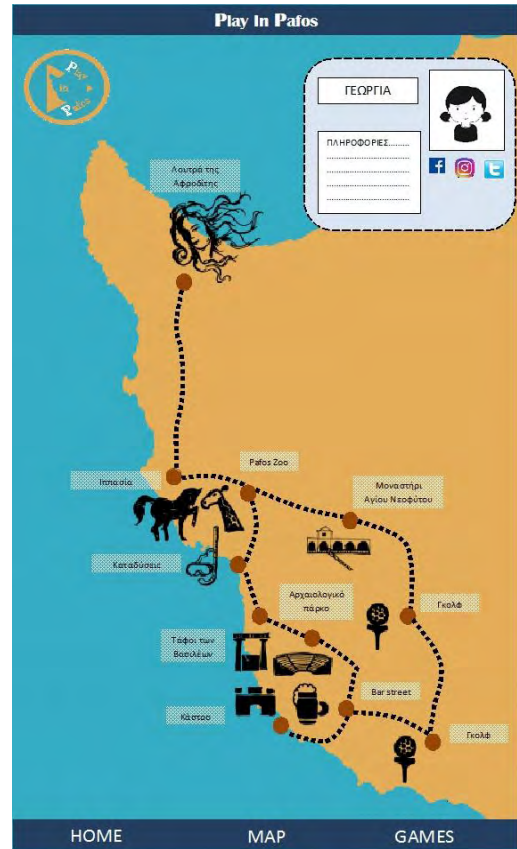 Play In Pafos
Play
in
Pafos
ΓΕΩΡΓΙΑ
ΠΛΗΡΟΦΟΡΙΕΣ.........
Λουτρά της
Αφροδίτης
Pafos Zoo
Ιππασία
Μοναστήρι
Αγίου Νεοφύτου
Καταδύσεις
Αρχαιολογικό
πάρκο
Γκολφ
Τάφοι των
Βασιλέων
Bar street
Κάστρο
Γκολφ
HOME
MAP
GAMES